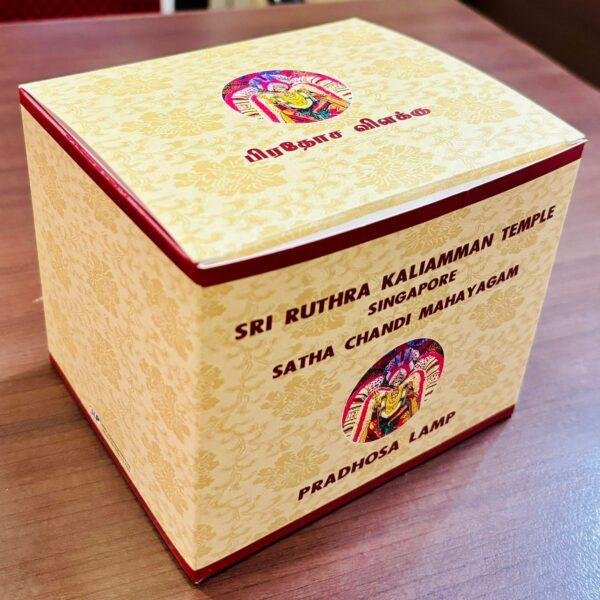 பிரதோச விளக்கு
SRI RUTHRA KALIAMMAN TEMPLE
SINGAPORE
SATHA CHANDI MAHAYAGAM
PRADHOSA LAMP